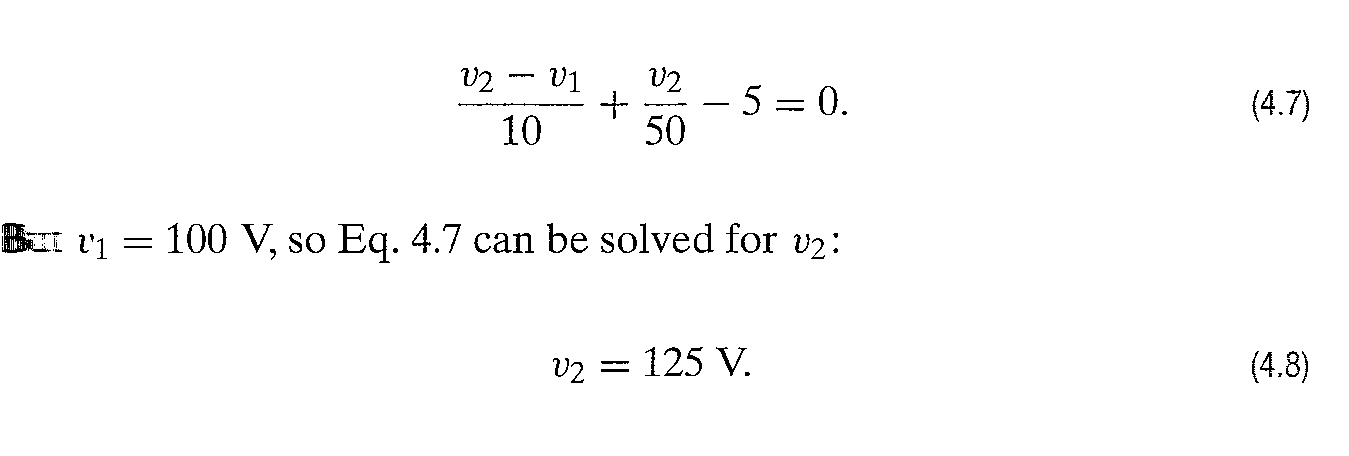 v₂ − v₁/10 + v₂/50 − 5 = 0. (4.7)
v₁ = 100 V, so Eq. 4.7 can be solved for v₂:
v₂ = 125 V. (4.8)